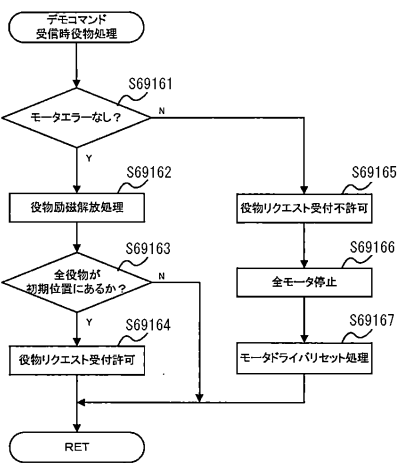 デモコマンド
受信時役物処理
S69161
モータエラーなし？
N
Y
S69162
役物励磁解放処理
S69163
全役物が
初期位置にあるか？
N
Y
S69164
役物リクエスト受付許可
S69165
役物リクエスト受付不許可
S69166
全モータ停止
S69167
モータドライバリセット処理
RET